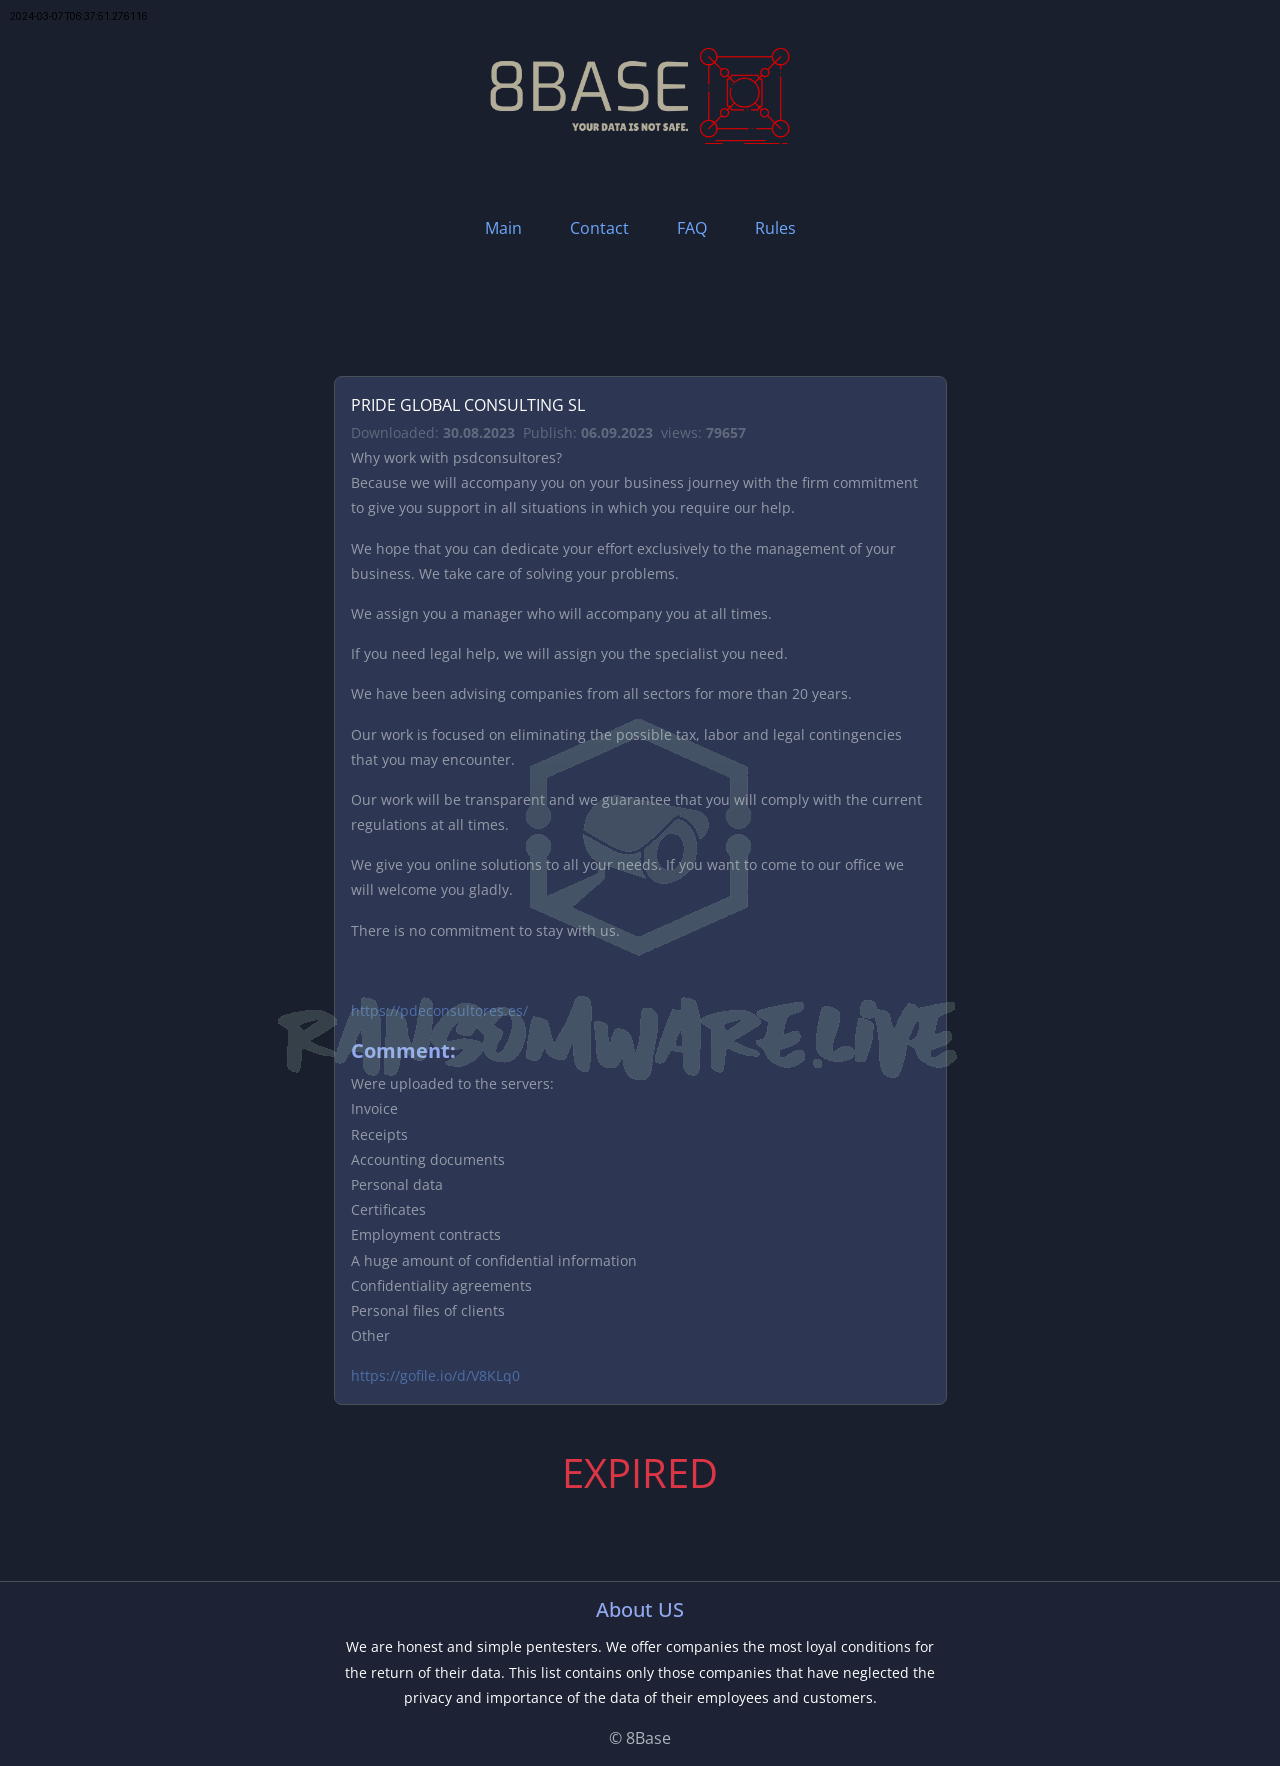 2024-03-07T06:37:51.276116
8BASE
YOUR DATA IS NOT SAFE.
Main Contact FAQ Rules
PRIDE GLOBAL CONSULTING SL
Downloaded: 30.08.2023 Publish: 06.09.2023 views: 79657
Why work with psdconsultores?
Because we will accompany you on your business journey with the firm commitment
to give you support in all situations in which you require our help.
We hope that you can dedicate your effort exclusively to the management of your
business. We take care of solving your problems.
We assign you a manager who will accompany you at all times.
If you need legal help, we will assign you the specialist you need.
We have been advising companies from all sectors for more than 20 years.
Our work is focused on eliminating the possible tax, labor and legal contingencies
that you may encounter.
Our work will be transparent and we guarantee that you will comply with the current
regulations at all times.
We give you online solutions to all your needs. If you want to come to our office we
will welcome you gladly.
There is no commitment to stay with us.
https://pdeconsultores.es/
RANSOMWARE.LIVE
Comment:
Were uploaded to the servers:
Invoice
Receipts
Accounting documents
Personal data
Certificates
Employment contracts
A huge amount of confidential information
Confidentiality agreements
Personal files of clients
Other
https://gofile.io/d/V8KLq0
EXPIRED
About US
We are honest and simple pentesters. We offer companies the most loyal conditions for
the return of their data. This list contains only those companies that have neglected the
privacy and importance of the data of their employees and customers.
© 8Base